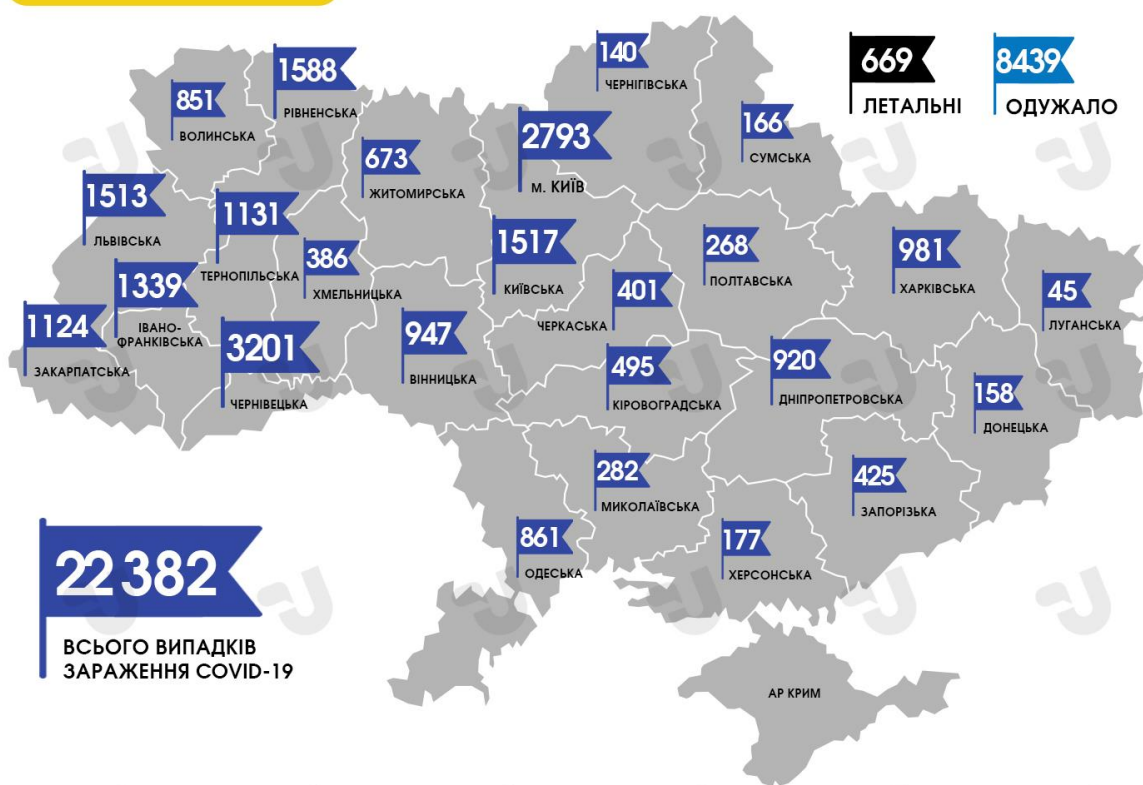 140
ЧЕРНІГІВСЬКА
669
ЛЕТАЛЬНІ
8439
ОДУЖАЛО
1588
РІВНЕНСЬКА
851
ВОЛИНСЬКА
673
ЖИТОМИРСЬКА
2793
м. КИЇВ
166
СУМСЬКА
1513
ЛЬВІВСЬКА
1131
ТЕРНОПІЛЬСЬКА
386
ХМЕЛЬНИЦЬКА
1517
КИЇВСЬКА
268
ПОЛТАВСЬКА
981
ХАРКІВСЬКА
45
ЛУГАНСЬКА
1339
ІВАНО-
ФРАНКІВСЬКА
401
ЧЕРКАСЬКА
1124
ЗАКАРПАТСЬКА
3201
ЧЕРНІВЕЦЬКА
947
ВІННИЦЬКА
495
КІРОВОГРАДСЬКА
920
ДНІПРОПЕТРОВСЬКА
158
ДОНЕЦЬКА
282
МИКОЛАЇВСЬКА
425
ЗАПОРІЗЬКА
861
ОДЕСЬКА
177
ХЕРСОНСЬКА
22 382
ВСЬОГО ВИПАДКІВ
ЗАРАЖЕННЯ COVID-19
АР КРИМ